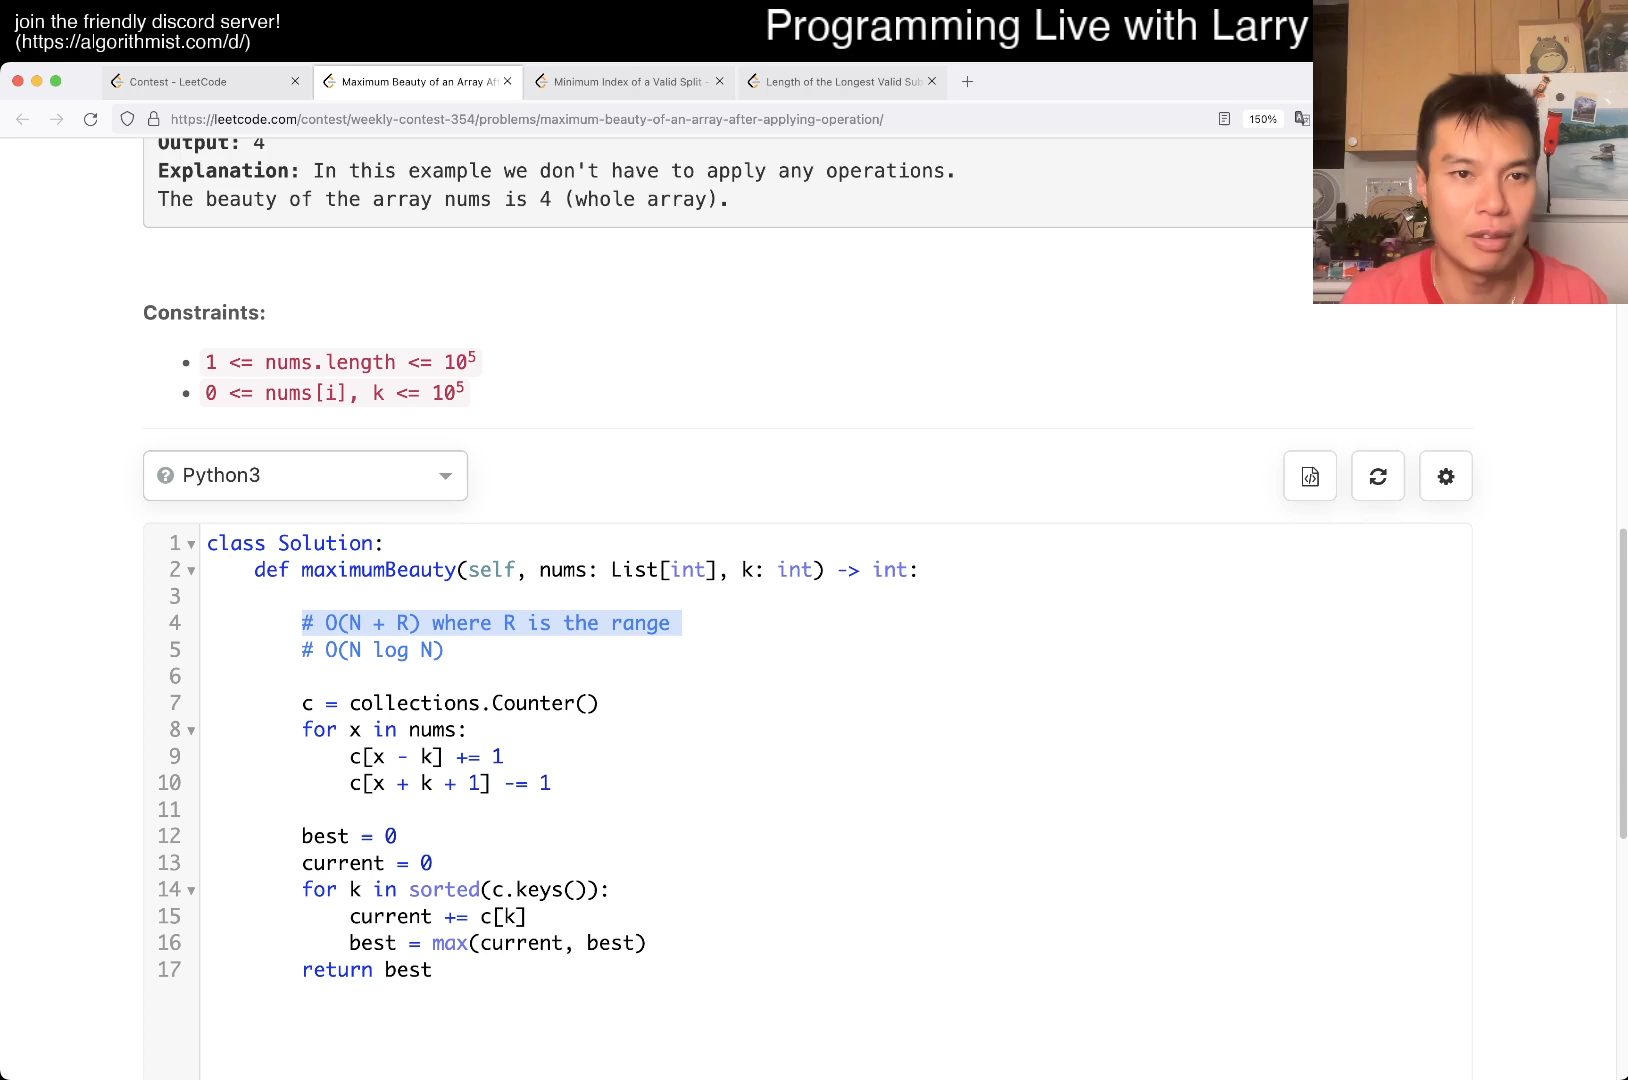 join the friendly discord server!
(https://algorithmist.com/d/)
Programming Live with Larry
Contest - LeetCode
Maximum Beauty of an Array Aft
Minimum Index of a Valid Split -
Length of the Longest Valid Sub
https://leetcode.com/contest/weekly-contest-354/problems/maximum-beauty-of-an-array-after-applying-operation/
150%
Output: 4
Explanation: In this example we don't have to apply any operations.
The beauty of the array nums is 4 (whole array).
Constraints:
• 1 <= nums.length <= 10⁵
• 0 <= nums[i], k <= 10⁵
Python3
1 class Solution:
2     def maximumBeauty(self, nums: List[int], k: int) -> int:
3
4         # O(N + R) where R is the range
5         # O(N log N)
6
7         c = collections.Counter()
8         for x in nums:
9             c[x - k] += 1
10             c[x + k + 1] -= 1
11
12         best = 0
13         current = 0
14         for k in sorted(c.keys()):
15             current += c[k]
16             best = max(current, best)
17         return best